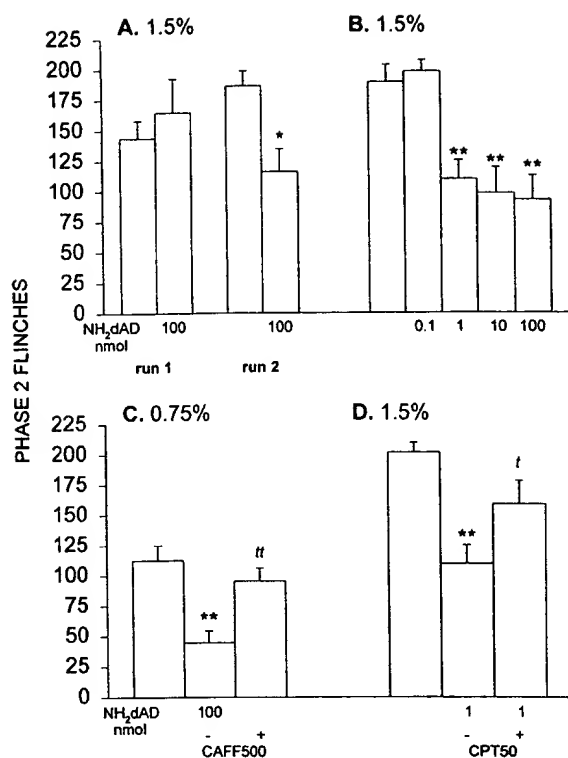 A. 1.5%
B. 1.5%
225
200
175
150
125
100
75
50
25
0
*
** ** **
NH₂dAD
nmol
100
100
0.1 1 10 100
run 1
run 2
PHASE 2 FLINCHES
C. 0.75%
D. 1.5%
225
200
175
150
125
100
75
50
25
0
**
tt
**
t
NH₂dAD
nmol
100
1 1
- +
- +
CAFF500
CPT50